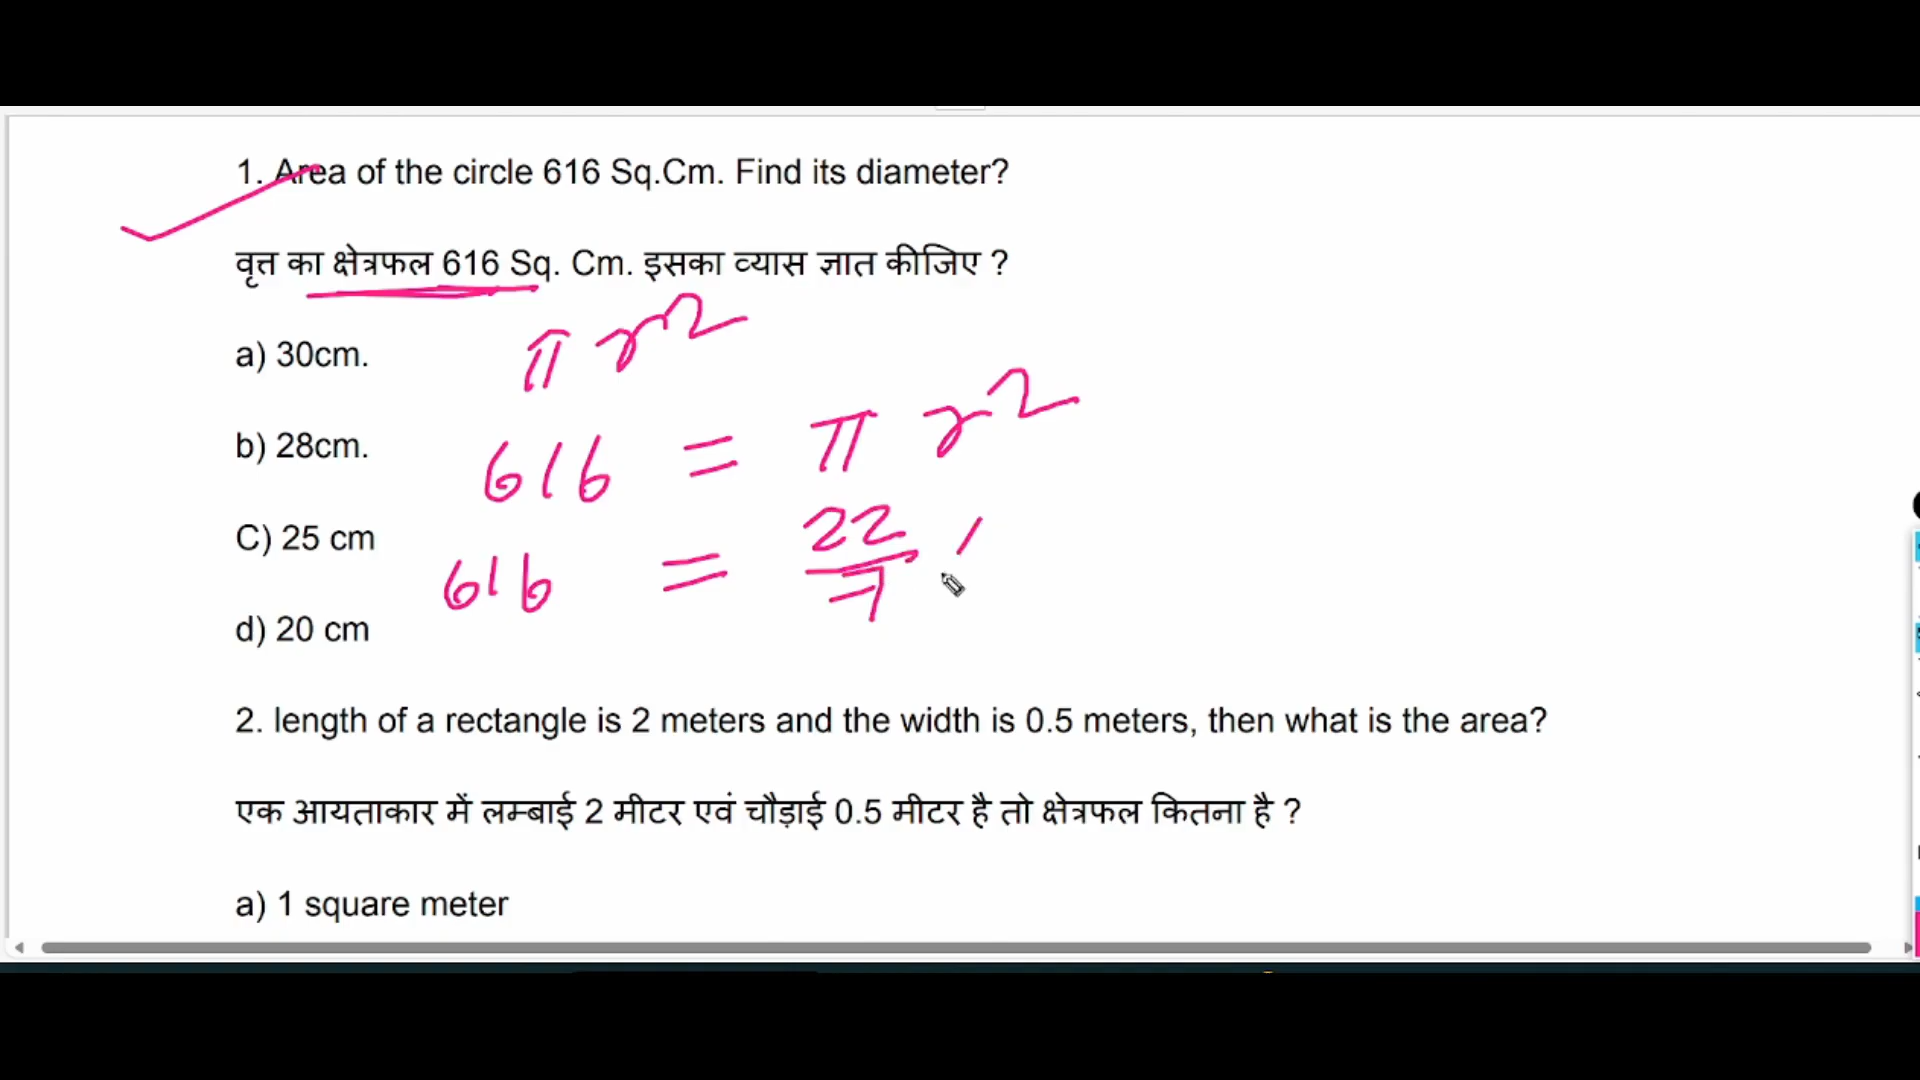 1. Area of the circle 616 Sq.Cm. Find its diameter?
वृत्त का क्षेत्रफल 616 Sq. Cm. इसका व्यास ज्ञात कीजिए ?
π r²
a) 30cm.
616 = π r²
b) 28cm.
22
C) 25 cm
616 =
7
d) 20 cm
2. length of a rectangle is 2 meters and the width is 0.5 meters, then what is the area?
एक आयताकार में लम्बाई 2 मीटर एवं चौड़ाई 0.5 मीटर है तो क्षेत्रफल कितना है ?
a) 1 square meter